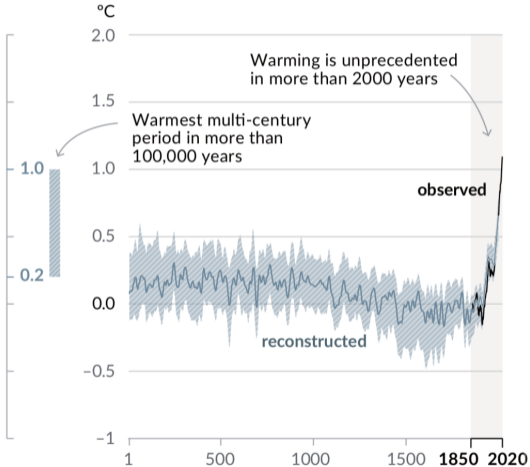 °C
2.0
Warming is unprecedented
in more than 2000 years
1.5
Warmest multi-century
period in more than
100,000 years
1.0
1.0
observed
0.5
0.2
0.0
reconstructed
−0.5
−1
1 500 1000 1500 1850 2020